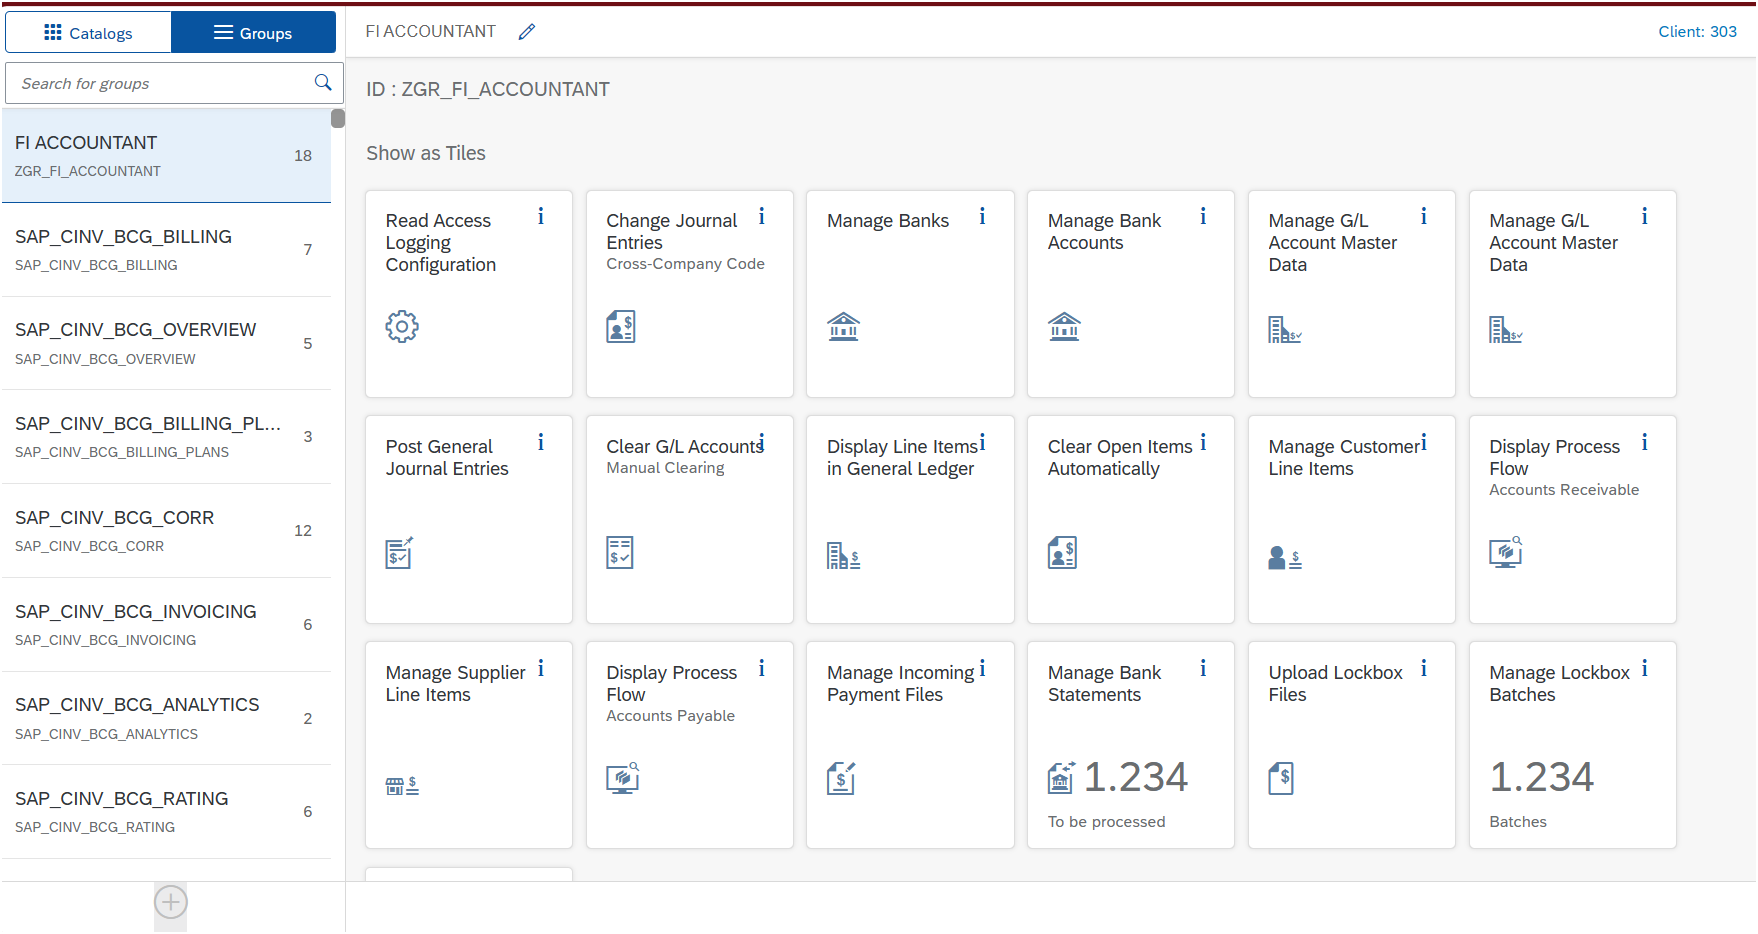 Catalogs
Groups
Search for groups
FI ACCOUNTANT
ZGR_FI_ACCOUNTANT
18
SAP_CINV_BCG_BILLING
SAP_CINV_BCG_BILLING
7
SAP_CINV_BCG_OVERVIEW
SAP_CINV_BCG_OVERVIEW
5
SAP_CINV_BCG_BILLING_PL...
SAP_CINV_BCG_BILLING_PLANS
3
SAP_CINV_BCG_CORR
SAP_CINV_BCG_CORR
12
SAP_CINV_BCG_INVOICING
SAP_CINV_BCG_INVOICING
6
SAP_CINV_BCG_ANALYTICS
SAP_CINV_BCG_ANALYTICS
2
SAP_CINV_BCG_RATING
SAP_CINV_BCG_RATING
6
FI ACCOUNTANT
Client: 303
ID : ZGR_FI_ACCOUNTANT
Show as Tiles
Read Access
Logging
Configuration
Change Journal
Entries
Cross-Company Code
Manage Banks
Manage Bank
Accounts
Manage G/L
Account Master
Data
Manage G/L
Account Master
Data
Post General
Journal Entries
Clear G/L Accounts
Manual Clearing
Display Line Items
in General Ledger
Clear Open Items
Automatically
Manage Customer
Line Items
Display Process
Flow
Accounts Receivable
Manage Supplier
Line Items
Display Process
Flow
Accounts Payable
Manage Incoming
Payment Files
Manage Bank
Statements
1.234
To be processed
Upload Lockbox
Files
Manage Lockbox
Batches
1.234
Batches